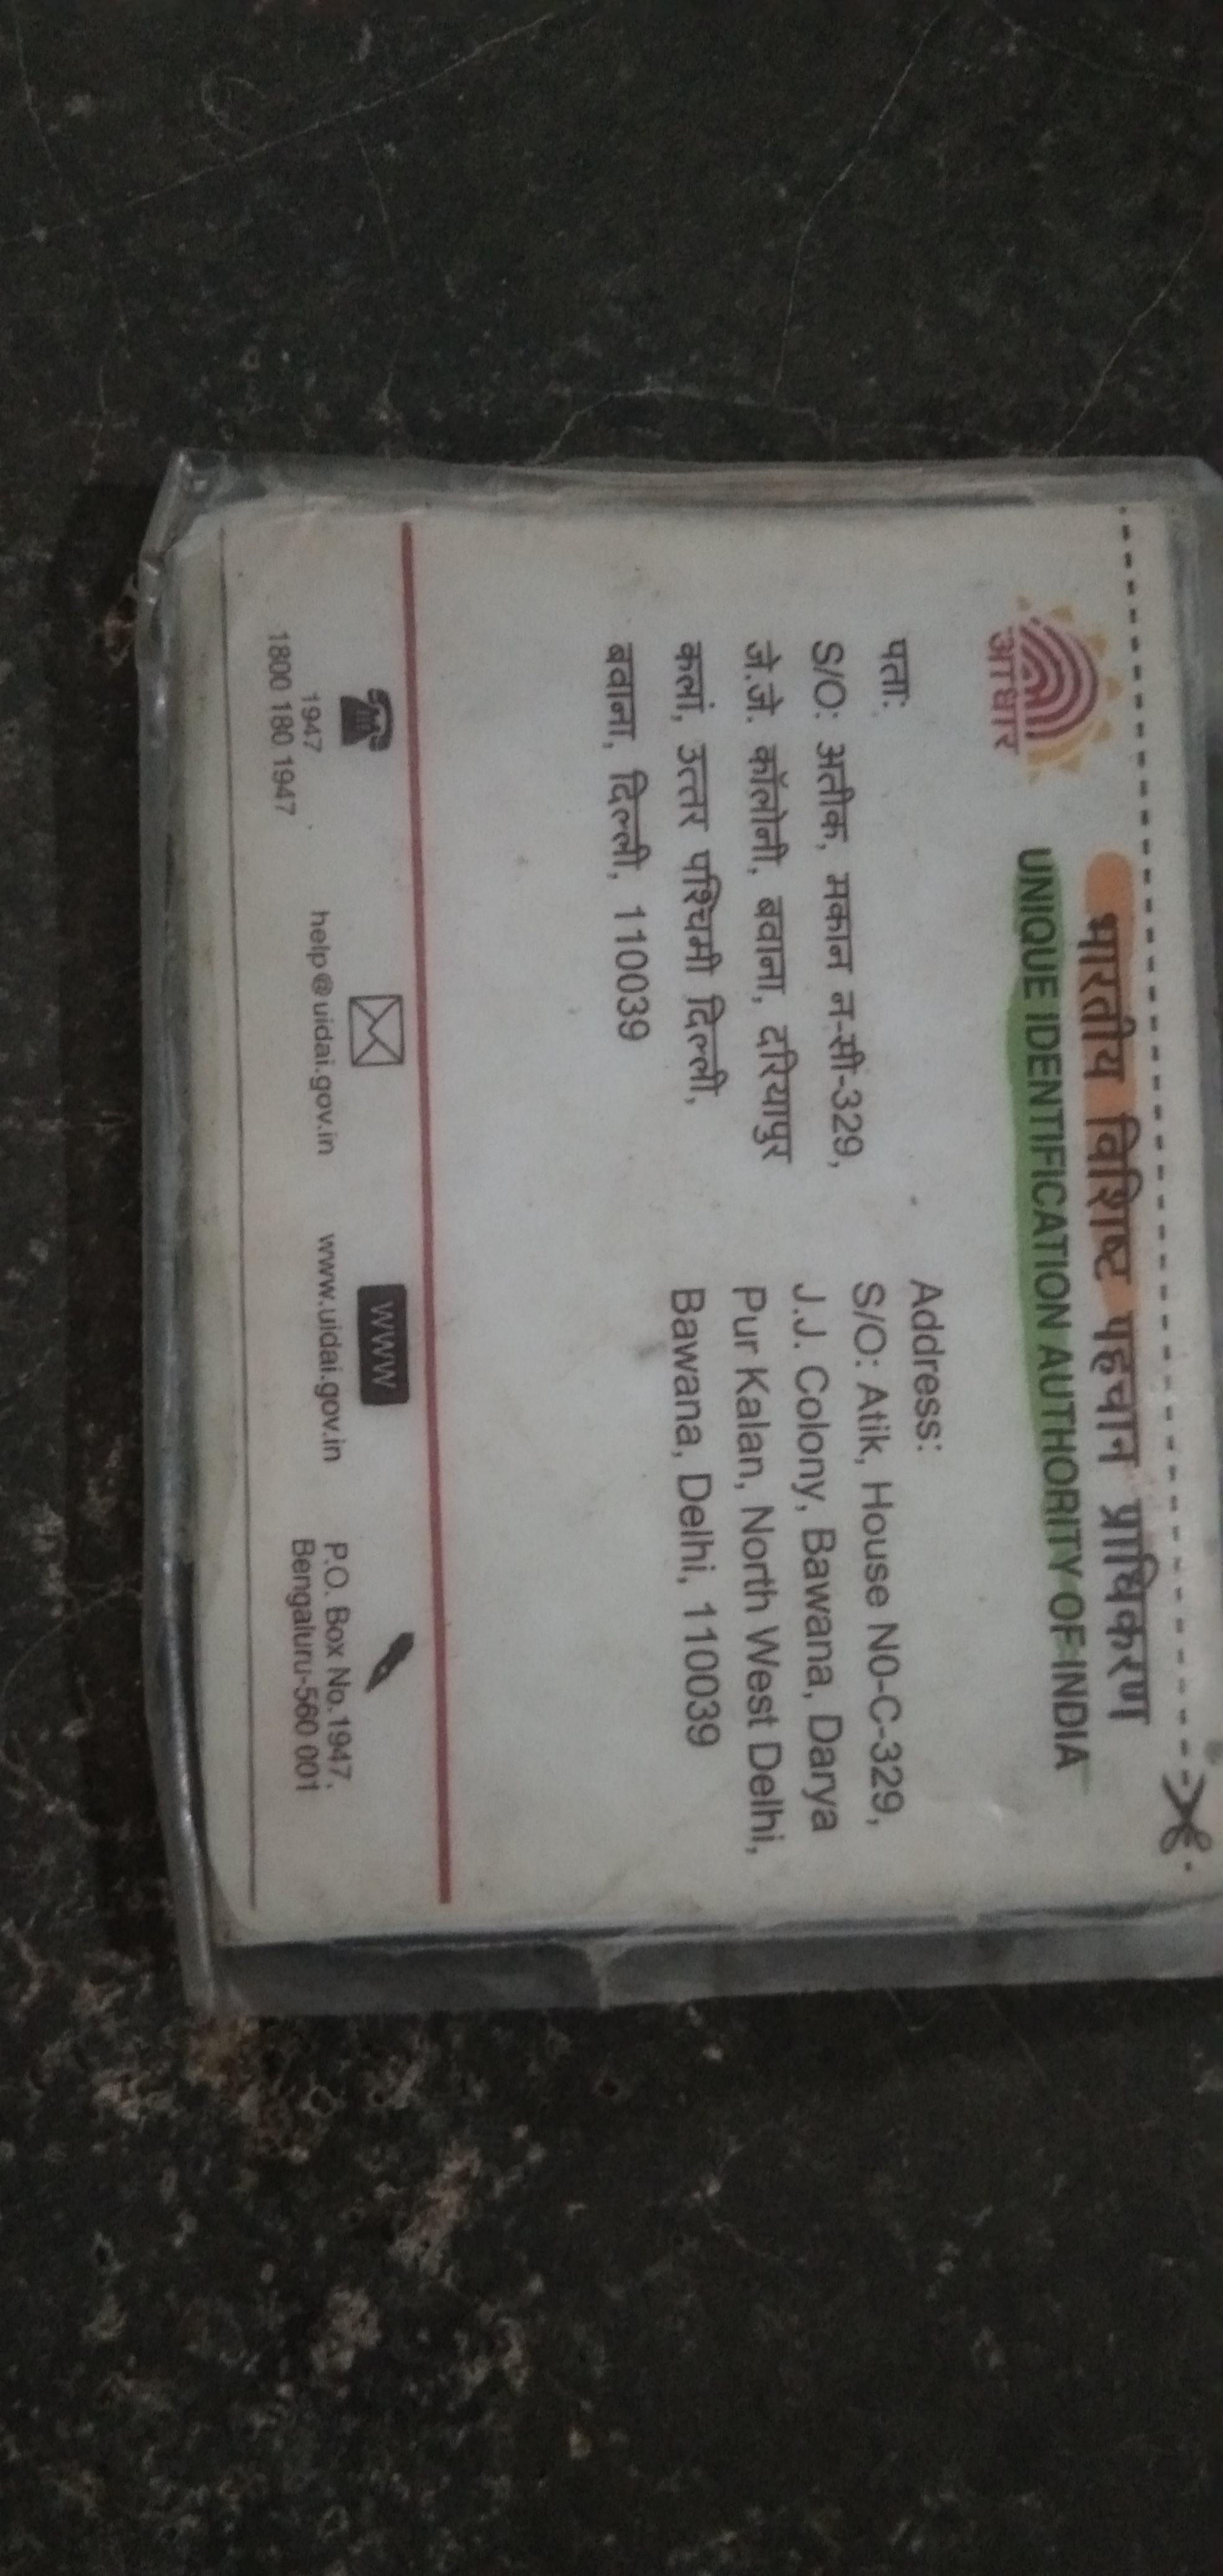 भारतीय विशिष्ट पहचान प्राधिकरण
UNIQUE IDENTIFICATION AUTHORITY OF INDIA
आधार
पताः
S/O: अतीक, मकान न-सी-329,
जे.जे. कॉलोनी, बवाना, दरियापुर
कलां, उत्तर पश्चिमी दिल्ली,
बवाना, दिल्ली, 110039
Address:
S/O: Atik, House N0-C-329,
J.J. Colony, Bawana, Darya
Pur Kalan, North West Delhi,
Bawana, Delhi, 110039
1947
1800 180 1947
help@uidai.gov.in
WWW
www.uidai.gov.in
P.O. Box No.1947,
Bengaluru-560 001